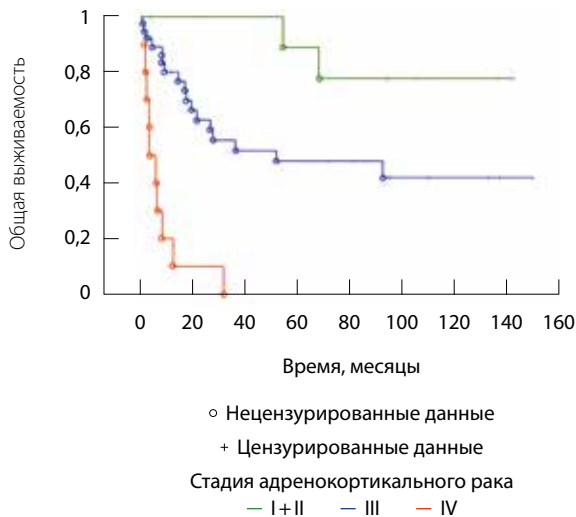 Общая выживаемость
1
0,8
0,6
0,4
0,2
0
0 20 40 60 80 100 120 140 160
Время, месяцы
Нецензурированные данные
+ Цензурированные данные
Стадия адренокортикального рака
I+II III IV